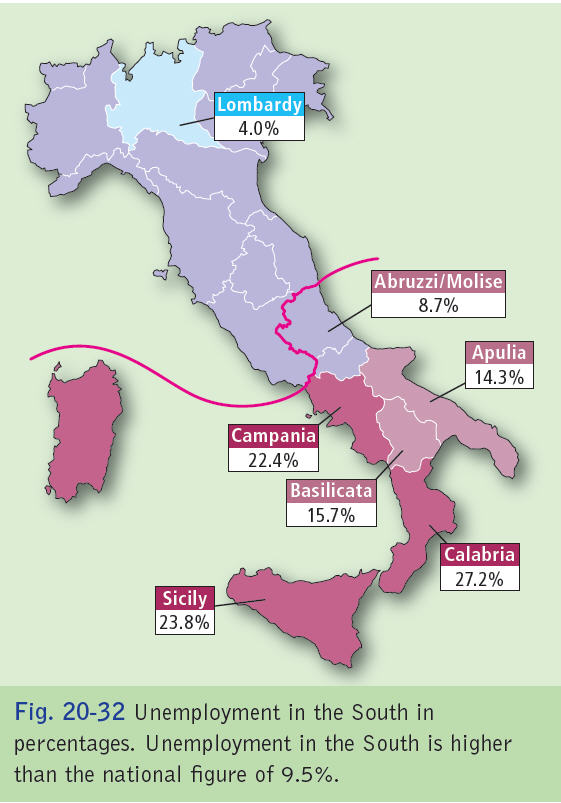 Lombardy
4.0%
Abruzzi/Molise
8.7%
Apulia
14.3%
Campania
22.4%
Basilicata
15.7%
Calabria
27.2%
Sicily
23.8%
Fig. 20-32 Unemployment in the South in
percentages. Unemployment in the South is higher
than the national figure of 9.5%.